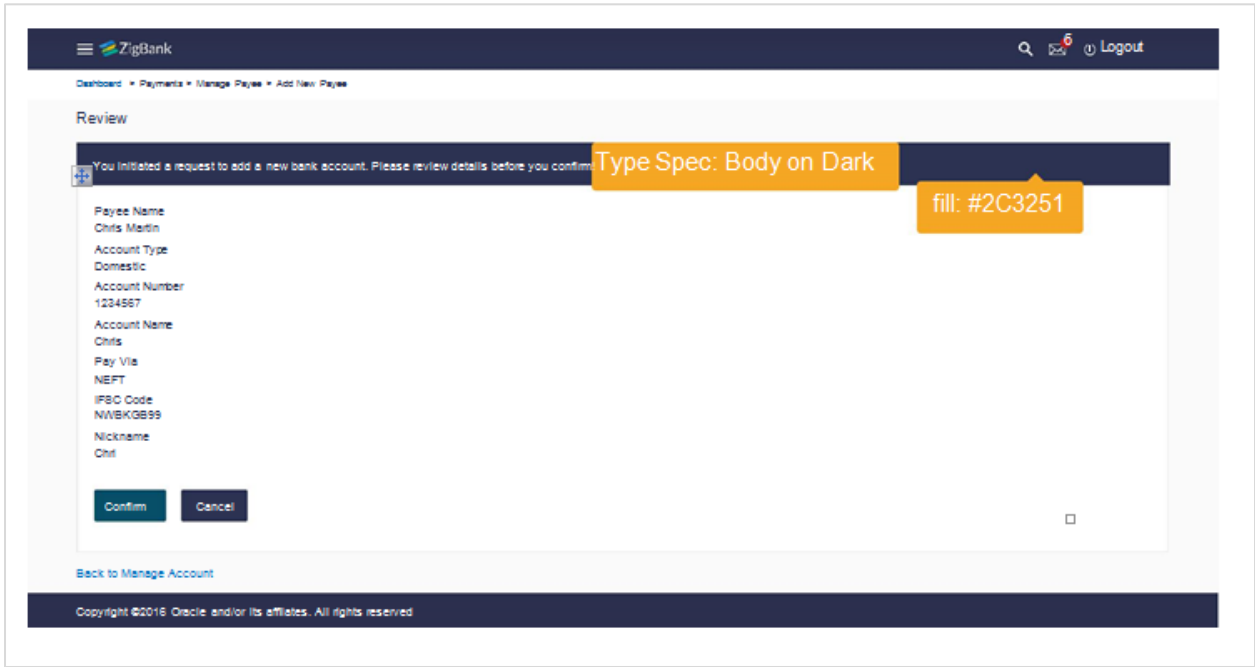 ZigBank
6
Logout
Dashboard » Payments » Manage Payee » Add New Payee
Review
You initiated a request to add a new bank account. Please review details before you confirm!
Type Spec: Body on Dark
fill: #2C3251
Payee Name
Chris Martin
Account Type
Domestic
Account Number
1234567
Account Name
Chris
Pay Via
NEFT
IFSC Code
NWBKGB99
Nickname
Chri
Confirm
Cancel
Back to Manage Account
Copyright ©2016 Oracle and/or its affliates. All rights reserved